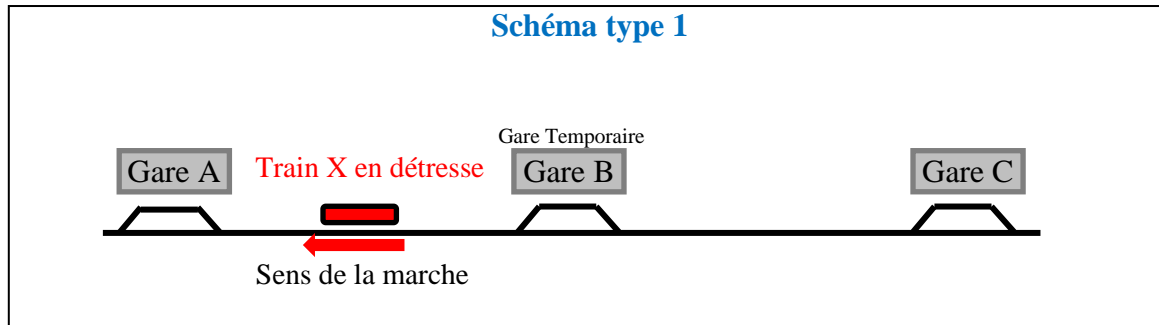 Schéma type 1
Gare Temporaire
Gare A
Train X en détresse
Gare B
Gare C
Sens de la marche